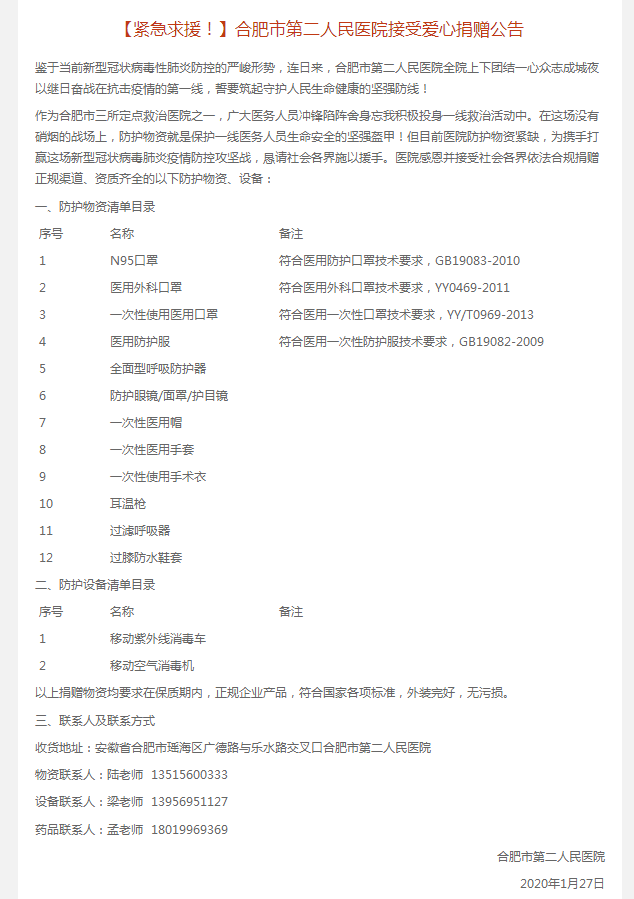 【紧急求援！】合肥市第二人民医院接受爱心捐赠公告
鉴于当前新型冠状病毒性肺炎防控的严峻形势，连日来，合肥市第二人民医院全院上下团结一心众志成城夜
以继日奋战在抗击疫情的第一线，誓要筑起守护人民生命健康的坚强防线！
作为合肥市三所定点救治医院之一，广大医务人员冲锋陷阵舍身忘我积极投身一线救治活动中。在这场没有
硝烟的战场上，防护物资就是保护一线医务人员生命安全的坚强盔甲！但目前医院防护物资紧缺，为携手打
赢这场新型冠状病毒肺炎疫情防控攻坚战，恳请社会各界施以援手。医院感恩并接受社会各界依法合规捐赠
正规渠道、资质齐全的以下防护物资、设备：
一、防护物资清单目录
序号 名称 备注
1 N95口罩 符合医用防护口罩技术要求，GB19083-2010
2 医用外科口罩 符合医用外科口罩技术要求，YY0469-2011
3 一次性使用医用口罩 符合医用一次性口罩技术要求，YY/T0969-2013
4 医用防护服 符合医用一次性防护服技术要求，GB19082-2009
5 全面型呼吸防护器
6 防护眼镜/面罩/护目镜
7 一次性医用帽
8 一次性医用手套
9 一次性使用手术衣
10 耳温枪
11 过滤呼吸器
12 过膝防水鞋套
二、防护设备清单目录
序号 名称 备注
1 移动紫外线消毒车
2 移动空气消毒机
以上捐赠物资均要求在保质期内，正规企业产品，符合国家各项标准，外装完好，无污损。
三、联系人及联系方式
收货地址：安徽省合肥市瑶海区广德路与乐水路交叉口合肥市第二人民医院
物资联系人：陆老师 13515600333
设备联系人：梁老师 13956951127
药品联系人：孟老师 18019969369
合肥市第二人民医院
2020年1月27日